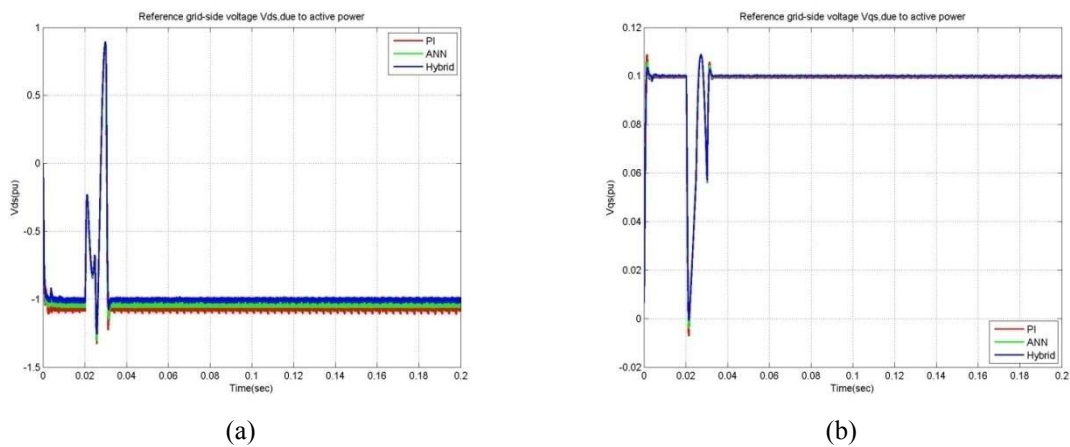 Reference grid-side voltage Vds,due to active power
1
0.5
0
-0.5
-1
-1.5
Vds(pu)
PI
ANN
Hybrid
0 0.02 0.04 0.06 0.08 0.1 0.12 0.14 0.16 0.18 0.2
Time(sec)
(a)
Reference grid-side voltage Vqs,due to active power
0.12
0.1
0.08
0.06
0.04
0.02
0
-0.02
Vqs(pu)
PI
ANN
Hybrid
0 0.02 0.04 0.06 0.08 0.1 0.12 0.14 0.16 0.18 0.2
Time(sec)
(b)